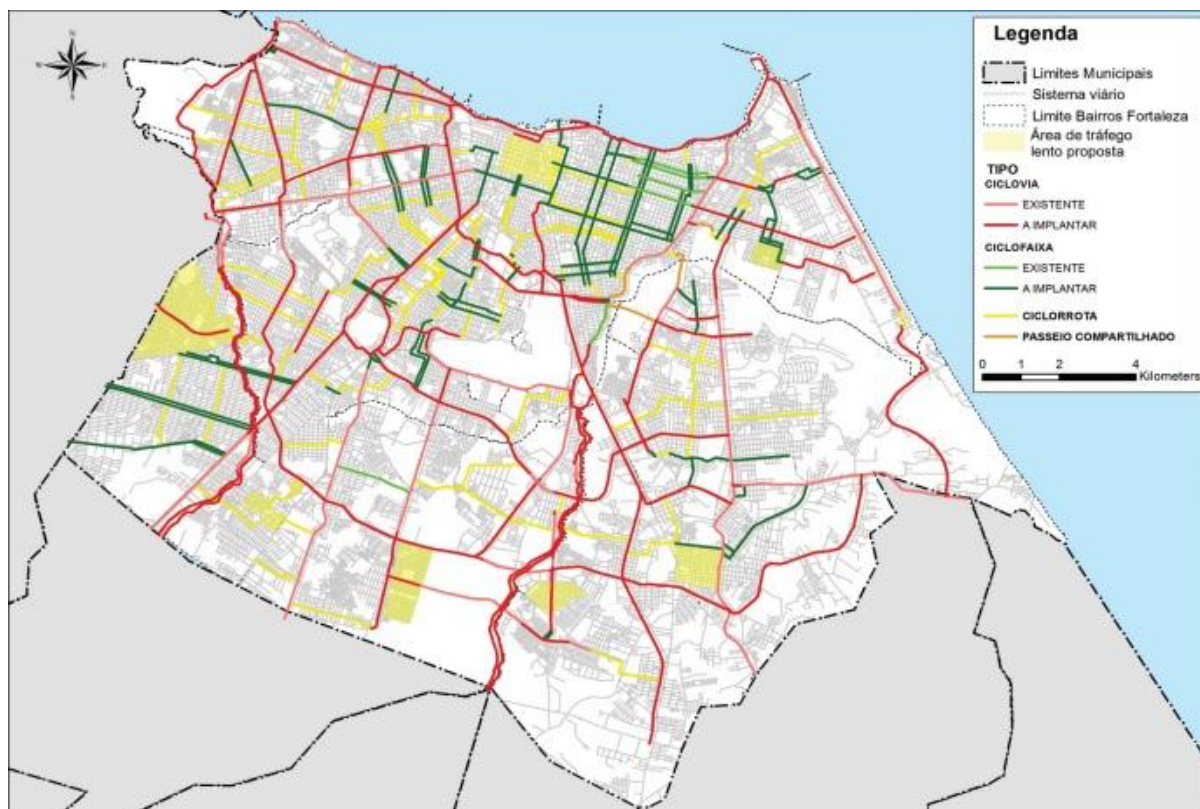 N
Legenda
Limites Municipais
Sistema viário
Limite Bairros Fortaleza
Área de tráfego
lento proposta
TIPO
CICLOVIA
EXISTENTE
A IMPLANTAR
CICLOFAIXA
EXISTENTE
A IMPLANTAR
CICLORROTA
PASSEIO COMPARTILHADO
0 1 2 4
Kilometers